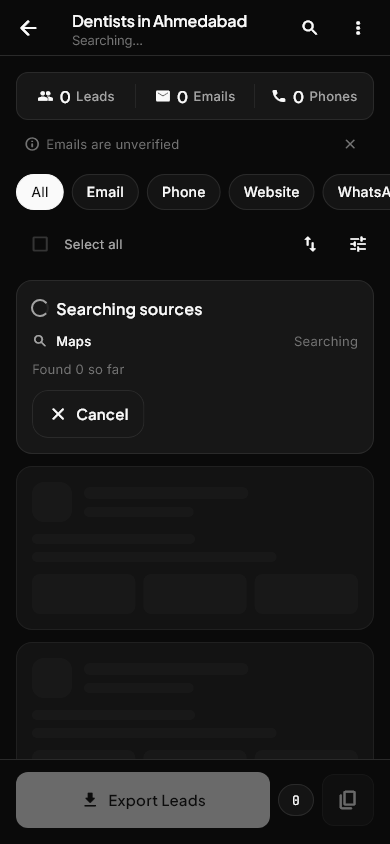 Dentists in Ahmedabad
Searching...
0 Leads
0 Emails
0 Phones
Emails are unverified
All
Email
Phone
Website
WhatsA
Select all
Searching sources
Maps
Searching
Found 0 so far
Cancel
Export Leads
0